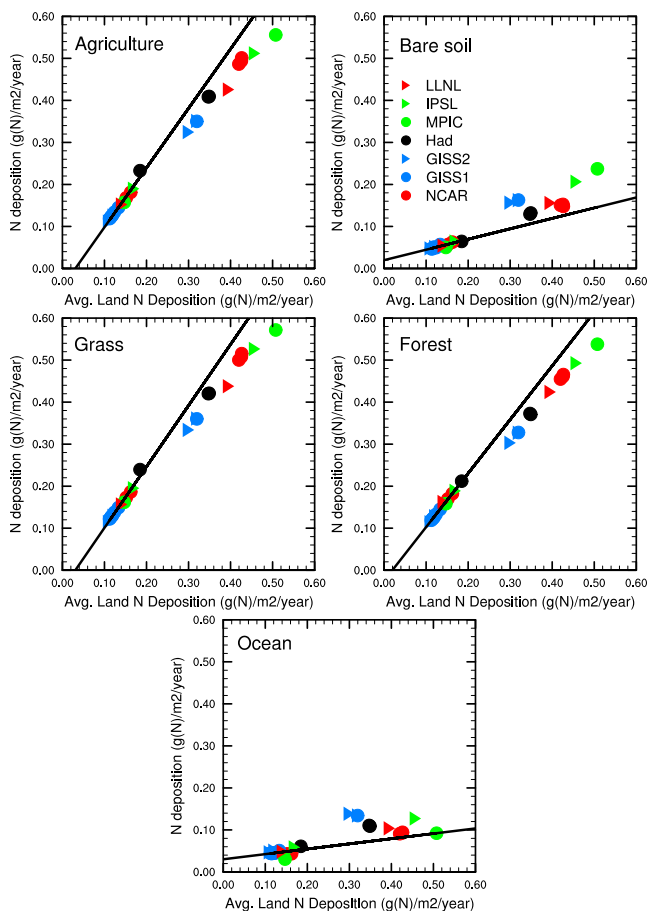 Agriculture
N deposition (g(N)/m2/year)
0.60
0.50
0.40
0.30
0.20
0.10
0.00
0.00 0.10 0.20 0.30 0.40 0.50 0.60
Avg. Land N Deposition (g(N)/m2/year)
Bare soil
LLNL
IPSL
MPIC
Had
GISS2
GISS1
NCAR
N deposition (g(N)/m2/year)
0.60
0.50
0.40
0.30
0.20
0.10
0.00
0.00 0.10 0.20 0.30 0.40 0.50 0.60
Avg. Land N Deposition (g(N)/m2/year)
Grass
N deposition (g(N)/m2/year)
0.60
0.50
0.40
0.30
0.20
0.10
0.00
0.00 0.10 0.20 0.30 0.40 0.50 0.60
Avg. Land N Deposition (g(N)/m2/year)
Forest
N deposition (g(N)/m2/year)
0.60
0.50
0.40
0.30
0.20
0.10
0.00
0.00 0.10 0.20 0.30 0.40 0.50 0.60
Avg. Land N Deposition (g(N)/m2/year)
Ocean
N deposition (g(N)/m2/year)
0.60
0.50
0.40
0.30
0.20
0.10
0.00
0.00 0.10 0.20 0.30 0.40 0.50 0.60
Avg. Land N Deposition (g(N)/m2/year)